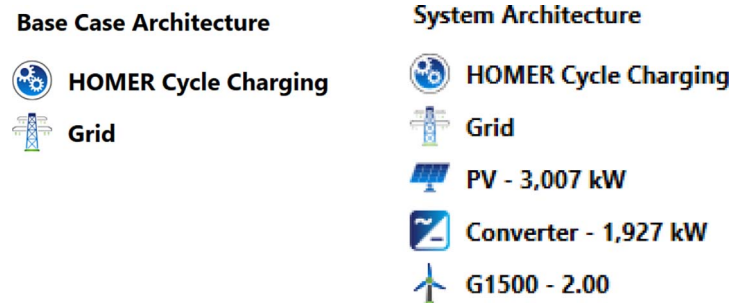 Base Case Architecture
HOMER Cycle Charging
Grid
System Architecture
HOMER Cycle Charging
Grid
PV - 3,007 kW
Converter - 1,927 kW
G1500 - 2.00